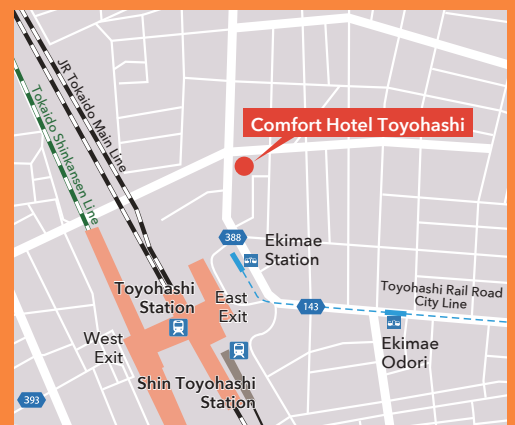 JR Tokaido Main Line
Tokaido Shinkansen Line
Comfort Hotel Toyohashi
388
Ekimae
Station
Toyohashi
Station
East
Exit
143
Toyohashi Rail Road
City Line
West
Exit
Ekimae
Odori
Shin Toyohashi
Station
393